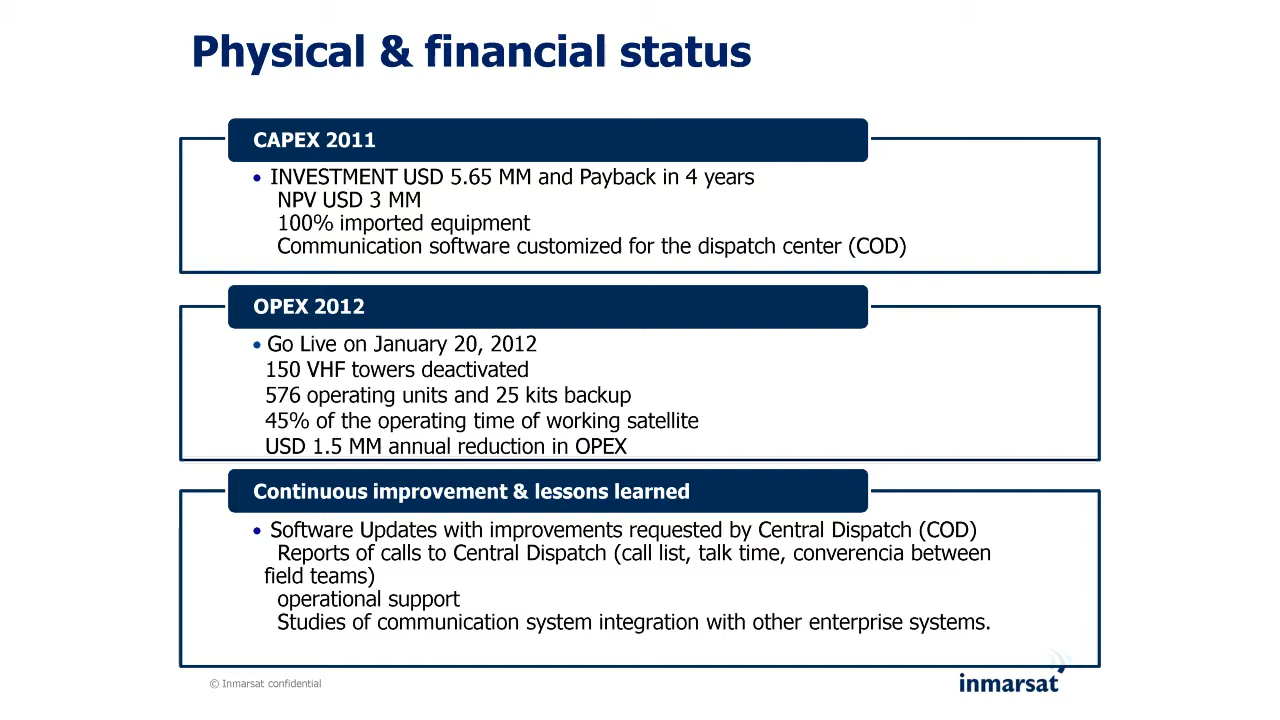 Physical & financial status
CAPEX 2011
• INVESTMENT USD 5.65 MM and Payback in 4 years
NPV USD 3 MM
100% imported equipment
Communication software customized for the dispatch center (COD)
OPEX 2012
• Go Live on January 20, 2012
150 VHF towers deactivated
576 operating units and 25 kits backup
45% of the operating time of working satellite
USD 1.5 MM annual reduction in OPEX
Continuous improvement & lessons learned
• Software Updates with improvements requested by Central Dispatch (COD)
Reports of calls to Central Dispatch (call list, talk time, converencia between
field teams)
operational support
Studies of communication system integration with other enterprise systems.
© Inmarsat confidential
inmarsat